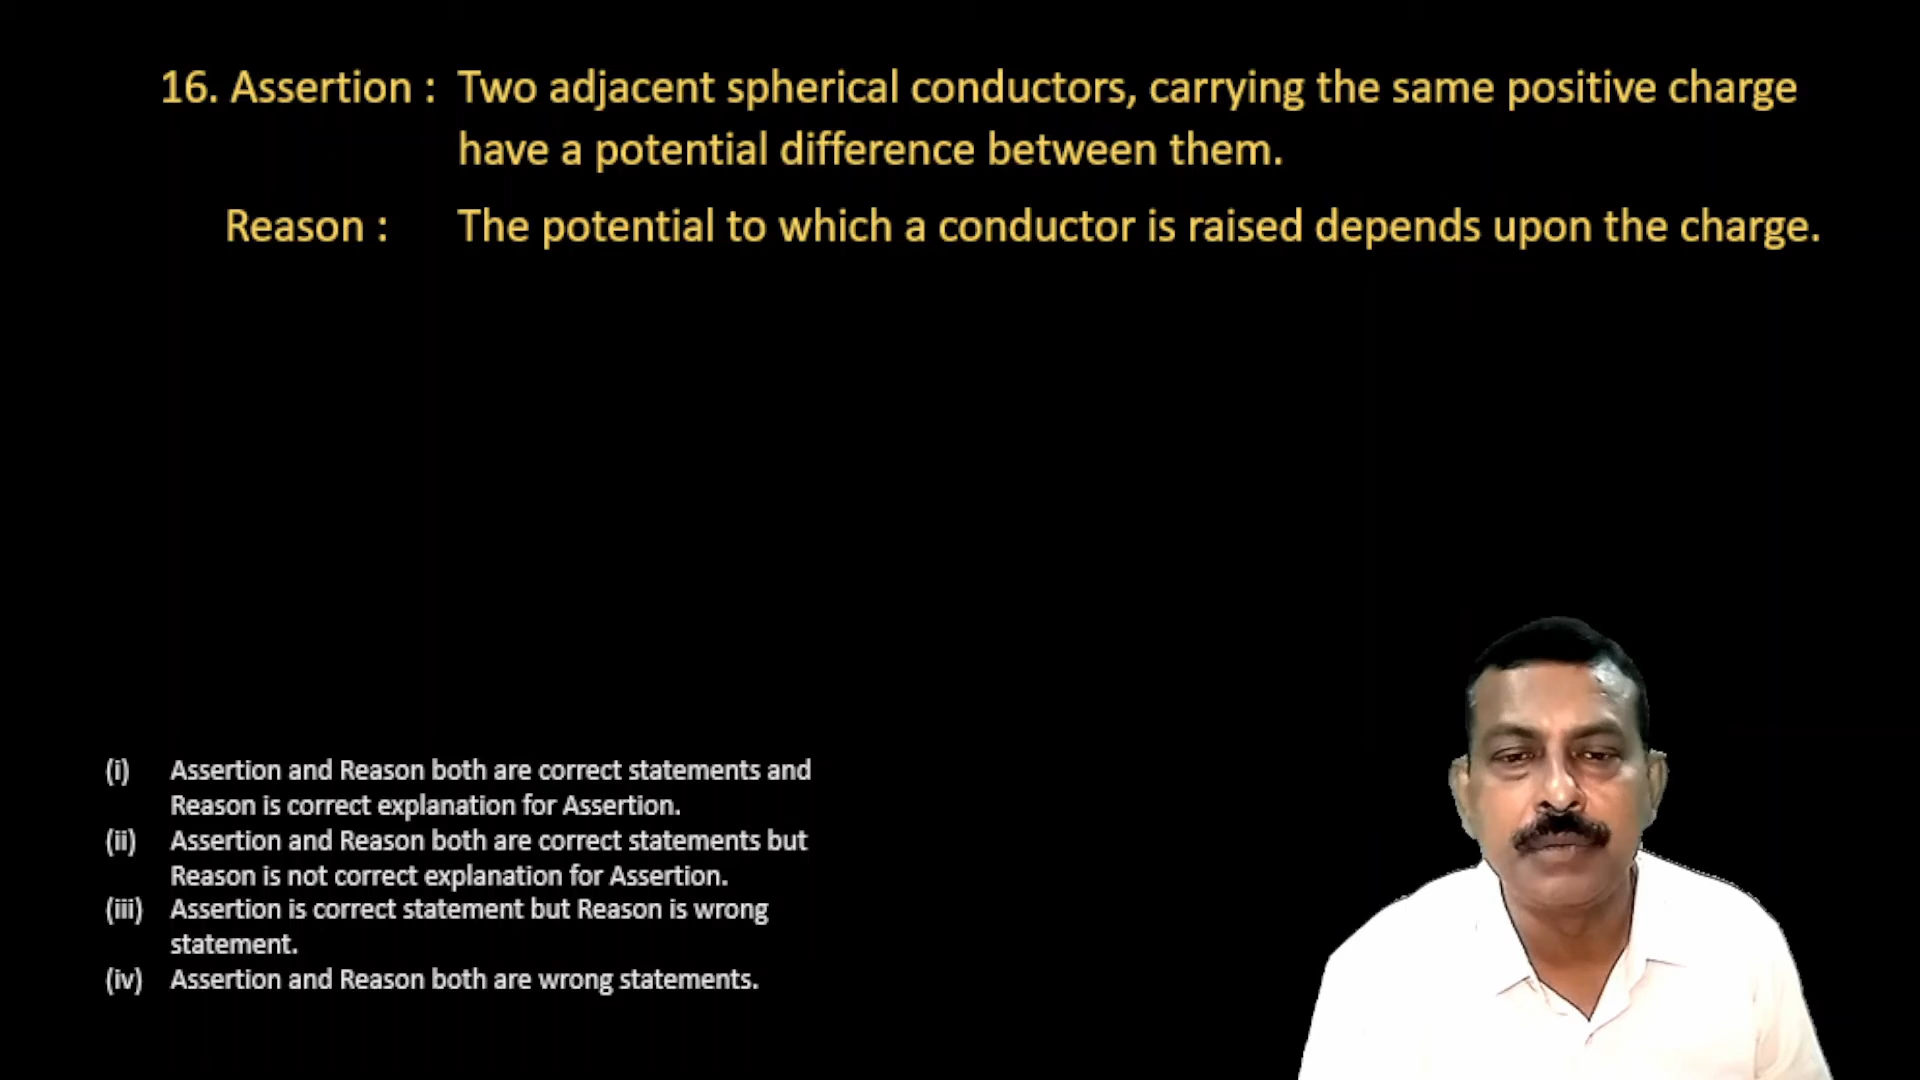 16. Assertion : Two adjacent spherical conductors, carrying the same positive charge
have a potential difference between them.
Reason : The potential to which a conductor is raised depends upon the charge.
(i) Assertion and Reason both are correct statements and
Reason is correct explanation for Assertion.
(ii) Assertion and Reason both are correct statements but
Reason is not correct explanation for Assertion.
(iii) Assertion is correct statement but Reason is wrong
statement.
(iv) Assertion and Reason both are wrong statements.